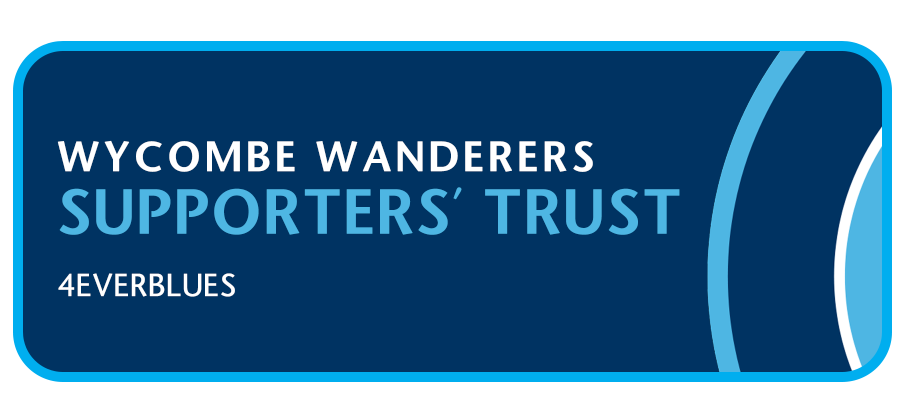 WYCOMBE WANDERERS
SUPPORTERS’ TRUST
4EVERBLUES